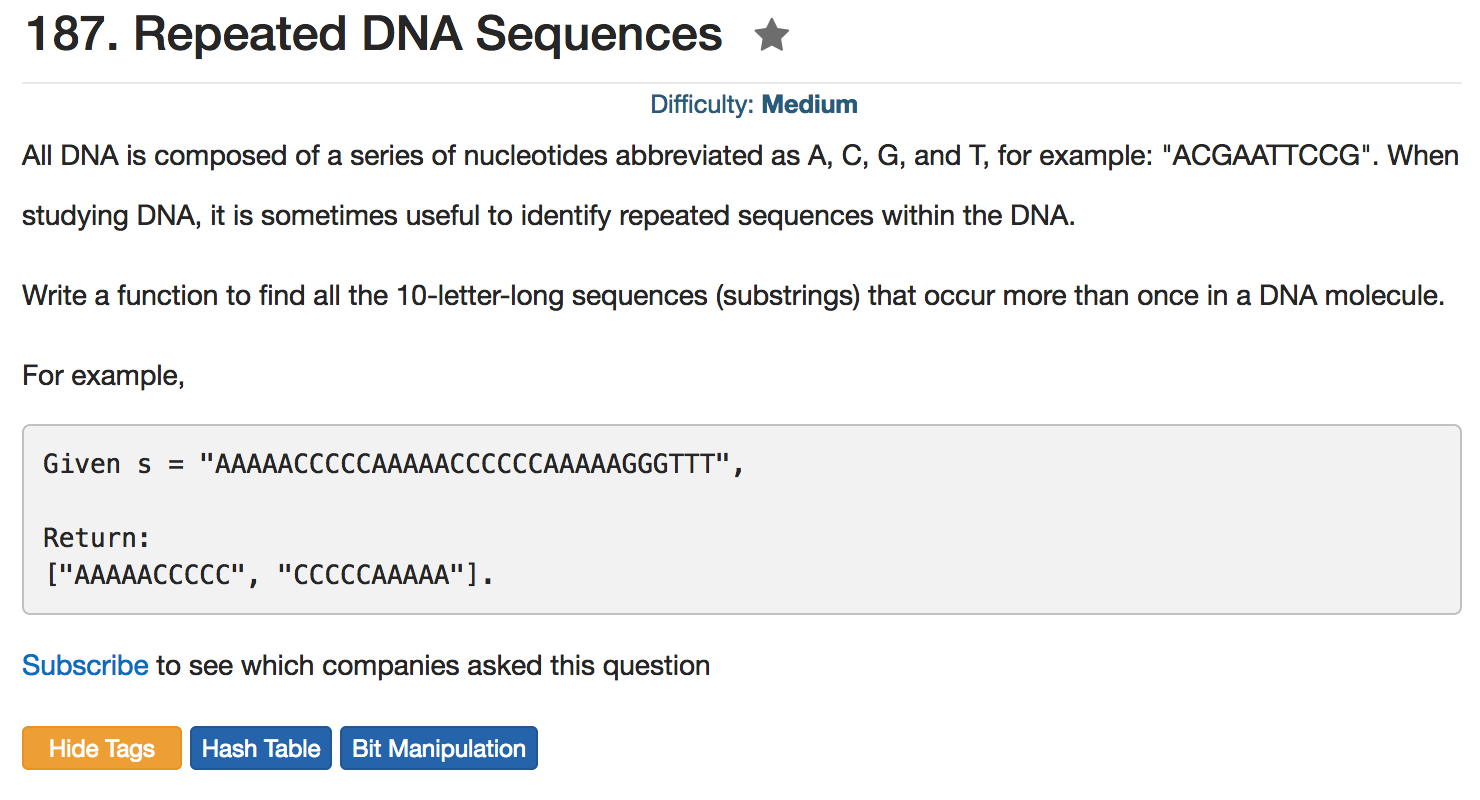 187. Repeated DNA Sequences
Difficulty: Medium
All DNA is composed of a series of nucleotides abbreviated as A, C, G, and T, for example: "ACGAATTCCG". When
studying DNA, it is sometimes useful to identify repeated sequences within the DNA.
Write a function to find all the 10-letter-long sequences (substrings) that occur more than once in a DNA molecule.
For example,
Given s = "AAAAACCCCCAAAAACCCCCCAAAAAGGGTTT",
Return:
["AAAAACCCCC", "CCCCCAAAAA"].
Subscribe to see which companies asked this question
Hide Tags Hash Table Bit Manipulation